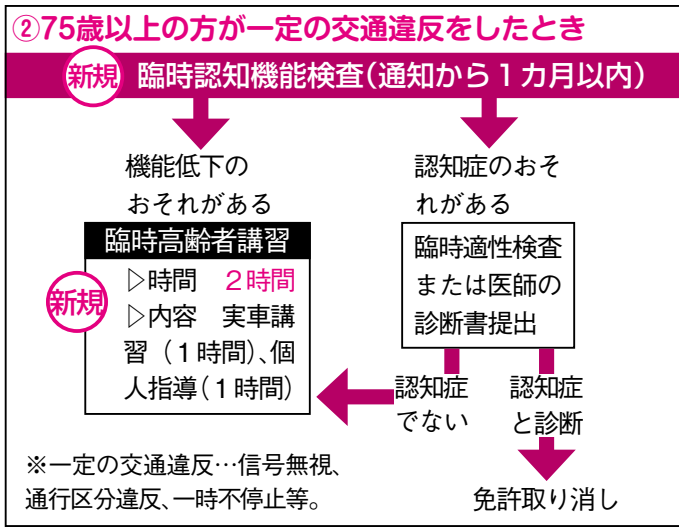 ②75歳以上の方が一定の交通違反をしたとき
新規 臨時認知機能検査(通知から1カ月以内)
機能低下の
おそれがある
臨時高齢者講習
新規
▷時間 2時間
▷内容 実車講
習(1時間)、個
人指導(1時間)
認知症のおそ
れがある
臨時適性検査
または医師の
診断書提出
認知症
でない
認知症
と診断
免許取り消し
※一定の交通違反…信号無視、
通行区分違反、一時不停止等。